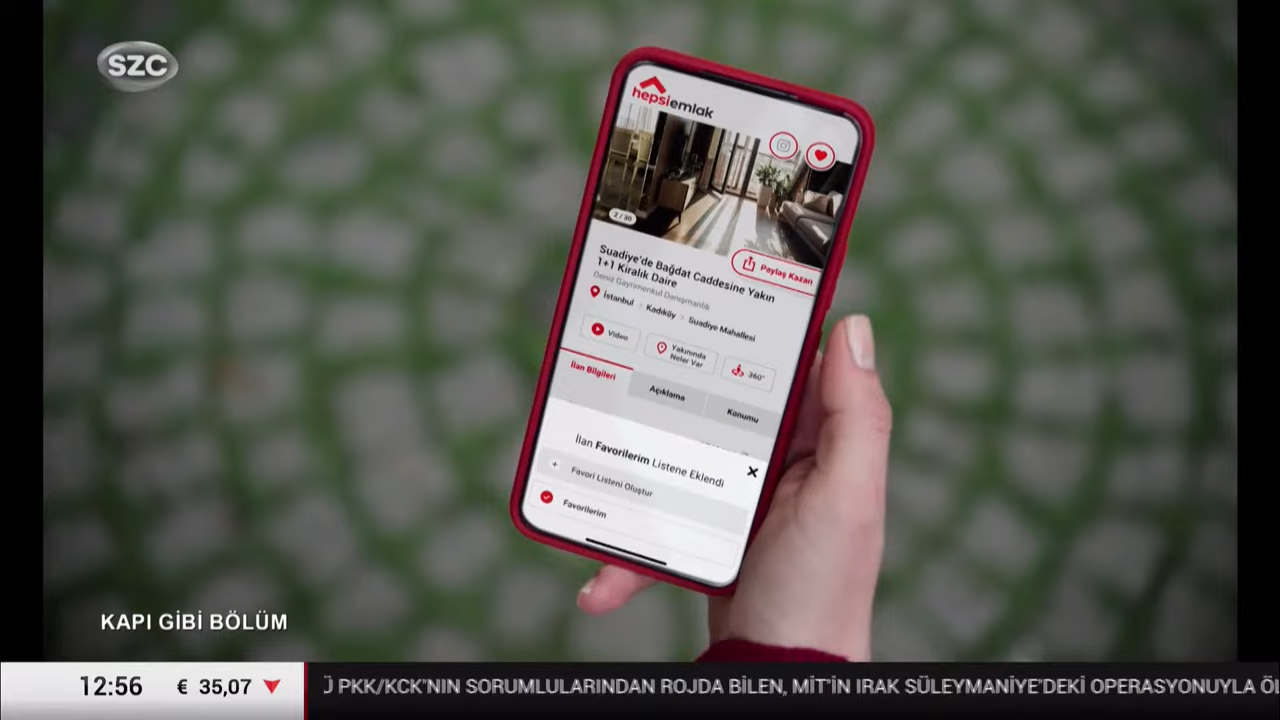 SZC
hepsiemlak
2 / 30
Paylaş Kazan
Suadiye'de Bağdat Caddesine Yakın
1+1 Kiralık Daire
Deniz Gayrimenkul Danışmanlık
İstanbul Kadıköy Suadiye Mahallesi
Video
Yakınında
Neler Var
360°
İlan Bilgileri
Açıklama
Konumu
İlan Favorilerim Listene Eklendi
Favori Listeni Oluştur
Favorilerim
KAPI GİBİ BÖLÜM
12:56 € 35,07
PKK/KCK'NIN SORUMLULARINDAN ROJDA BİLEN, MİT'İN IRAK SÜLEYMANİYE'DEKİ OPERASYONUYLA